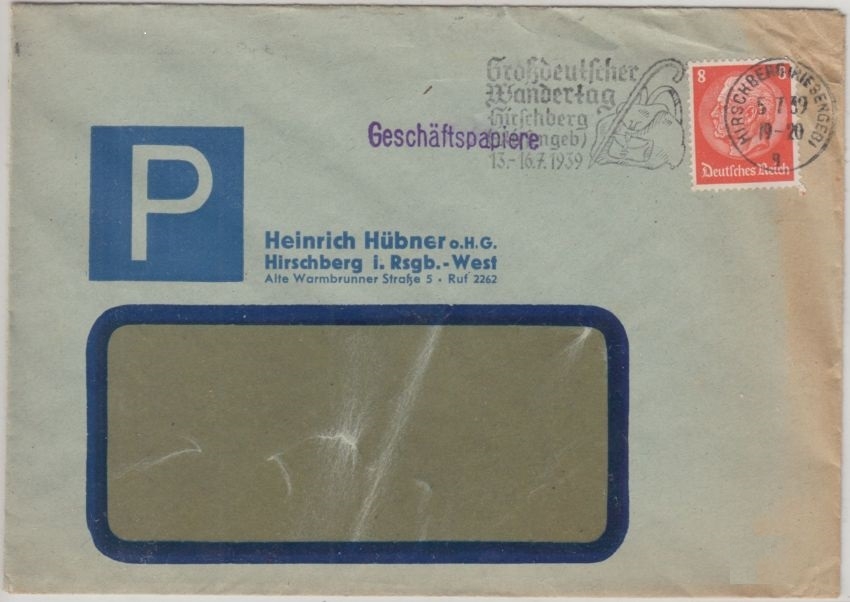 Großdeutscher
Wandertag
Hirschberg
13.-16.7.1939
Geschäftspapiere
8
Deutsches Reich
HIRSCHBERG (RIESENGEB)
5 7 39
19-20
P
Heinrich Hübner o.H.G.
Hirschberg i. Rsgb.-West
Alte Warmbrunner Straße 5 · Ruf 2262